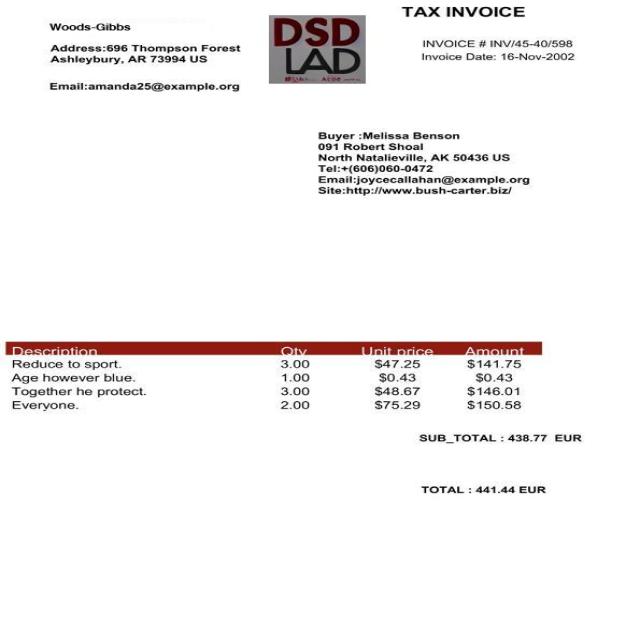 TAX INVOICE
Woods-Gibbs
Address:696 Thompson Forest
Ashleybury, AR 73994 US
Email:amanda25@example.org
DSD
LAD
INVOICE # INV/45-40/598
Invoice Date: 16-Nov-2002
Buyer :Melissa Benson
091 Robert Shoal
North Natalieville, AK 50436 US
Tel:+(606)060-0472
Email:joycecallahan@example.org
Site:http://www.bush-carter.biz/
Description Qty Unit price Amount
Reduce to sport. 3.00 $47.25 $141.75
Age however blue. 1.00 $0.43 $0.43
Together he protect. 3.00 $48.67 $146.01
Everyone. 2.00 $75.29 $150.58
SUB_TOTAL : 438.77 EUR
TOTAL : 441.44 EUR